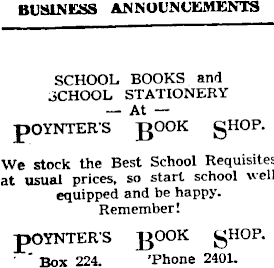 BUSINESS ANNOUNCEMENTS
SCHOOL BOOKS and
SCHOOL STATIONERY
— At —
POYNTER'S BOOK SHOP.
We stock the Best School Requisites
at usual prices, so start school well
equipped and be happy.
Remember!
POYNTER'S BOOK SHOP.
Box 224. 'Phone 2401.